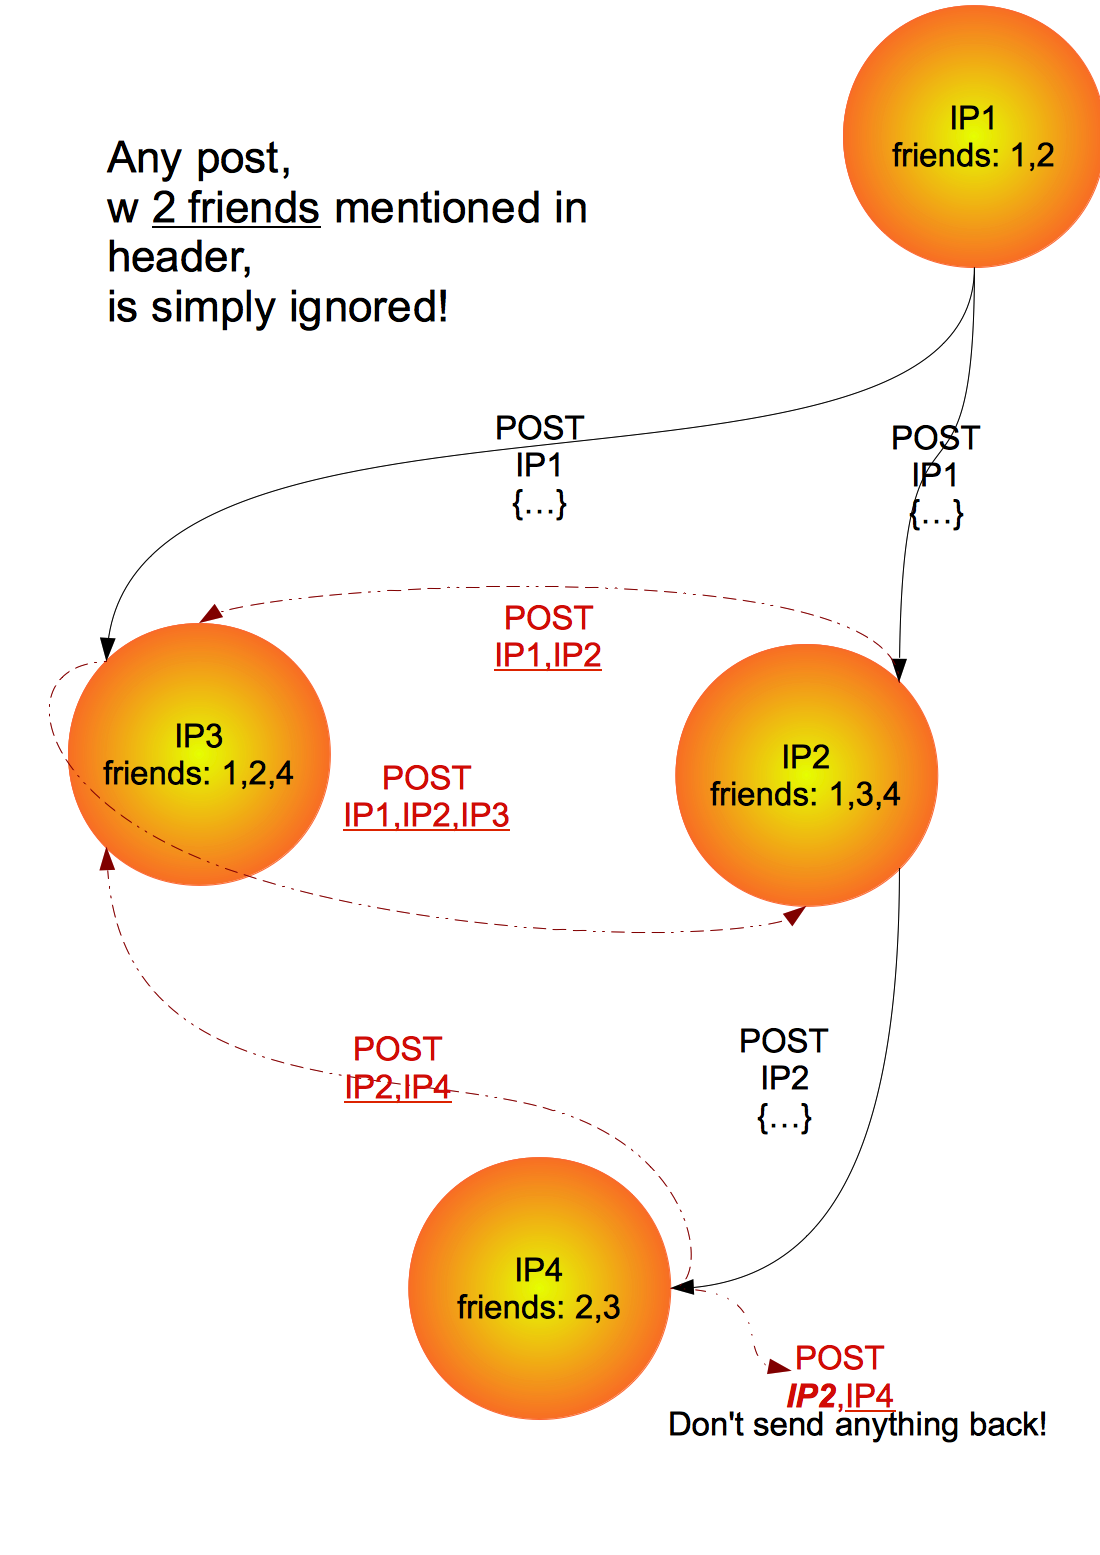 IP1
friends: 1,2
Any post,
w 2 friends mentioned in
header,
is simply ignored!
POST
IP1
{...}
POST
IP1
{...}
POST
IP1,IP2
IP3
friends: 1,2,4
IP2
friends: 1,3,4
POST
IP1,IP2,IP3
POST
IP2,IP4
POST
IP2
{...}
IP4
friends: 2,3
POST
IP2,IP4
Don't send anything back!